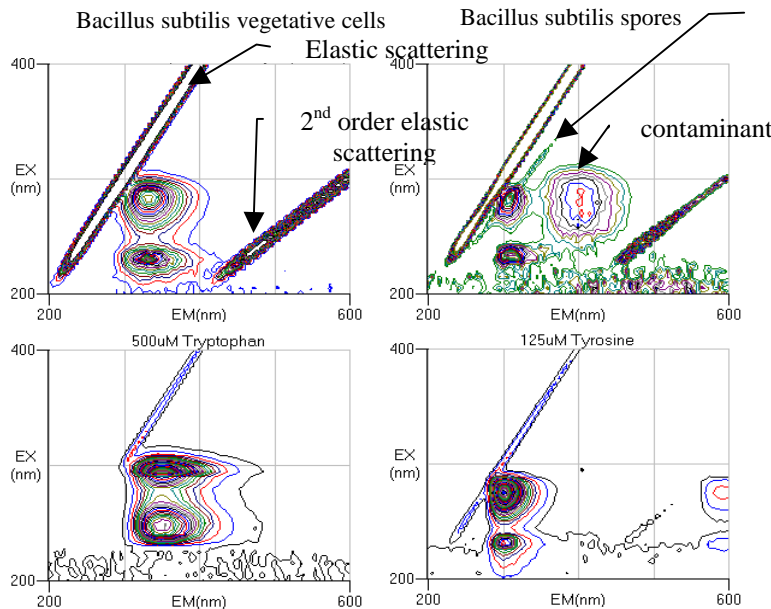 Bacillus subtilis vegetative cells
Bacillus subtilis spores
Elastic scattering
2nd order elastic
scattering
contaminant
400
EX
(nm)
200
200
EM(nm)
600
400
EX
(nm)
200
200
EM(nm)
600
500uM Tryptophan
400
EX
(nm)
200
200
EM(nm)
600
125uM Tyrosine
400
EX
(nm)
200
200
EM(nm)
600